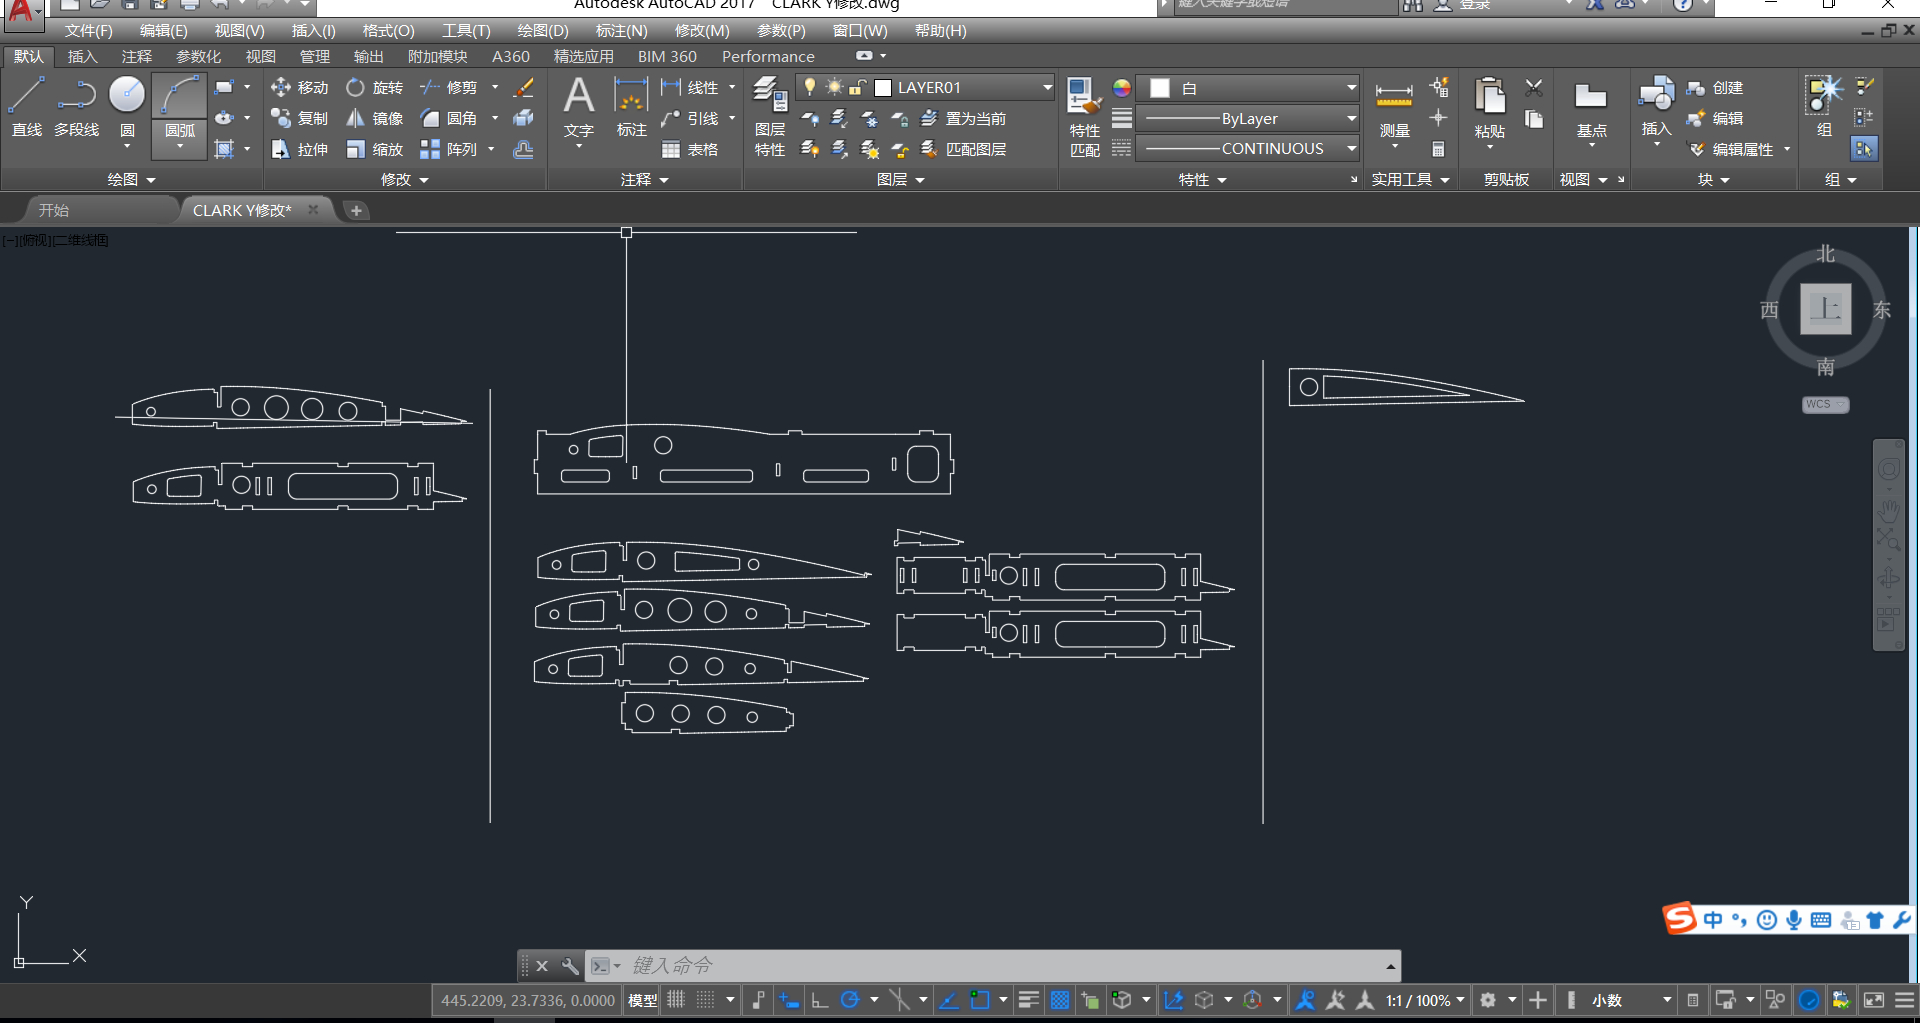 Autodesk AutoCAD 2017 CLARK Y修改.dwg
键入关键字或短语
登录
文件(F) 编辑(E) 视图(V) 插入(I) 格式(O) 工具(T) 绘图(D) 标注(N) 修改(M) 参数(P) 窗口(W) 帮助(H)
默认 插入 注释 参数化 视图 管理 输出 附加模块 A360 精选应用 BIM 360 Performance
直线 多段线 圆 圆弧
移动 旋转 修剪
复制 镜像 圆角
拉伸 缩放 阵列
文字 标注
线性
引线
表格
图层特性
LAYER01
置为当前
匹配图层
特性匹配
白
ByLayer
CONTINUOUS
测量
粘贴
基点
插入
创建
编辑
编辑属性
组
绘图 修改 注释 图层 特性 实用工具 剪贴板 视图 块 组
开始 CLARK Y修改*
[−][俯视][二维线框]
北
西 上 东
南
WCS
Y
X
中
键入命令
445.2209, 23.7336, 0.0000 模型 1:1 / 100% 小数